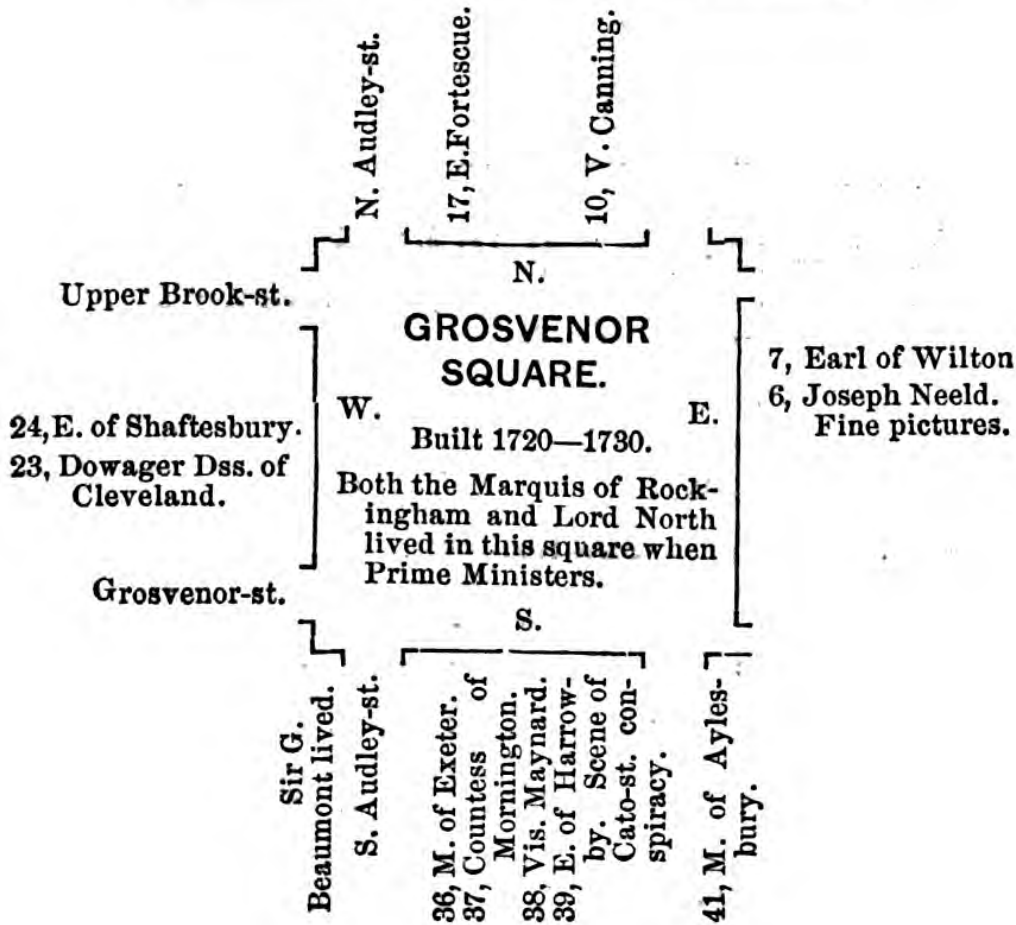 N. Audley-st.
17, E. Fortescue.
10, V. Canning.
N.
Upper Brook-st.
GROSVENOR
SQUARE.
W.
E.
7, Earl of Wilton
6, Joseph Neeld.
Fine pictures.
24, E. of Shaftesbury.
23, Dowager Dss. of
Cleveland.
Built 1720—1730.
Both the Marquis of Rock-
ingham and Lord North
lived in this square when
Prime Ministers.
Grosvenor-st.
S.
Sir G.
Beaumont lived.
S. Audley-st.
36, M. of Exeter.
37, Countess of
Mornington.
38, Vis. Maynard.
39, E. of Harrow-
by. Scene of
Cato-st. con-
spiracy.
41, M. of Ayles-
bury.